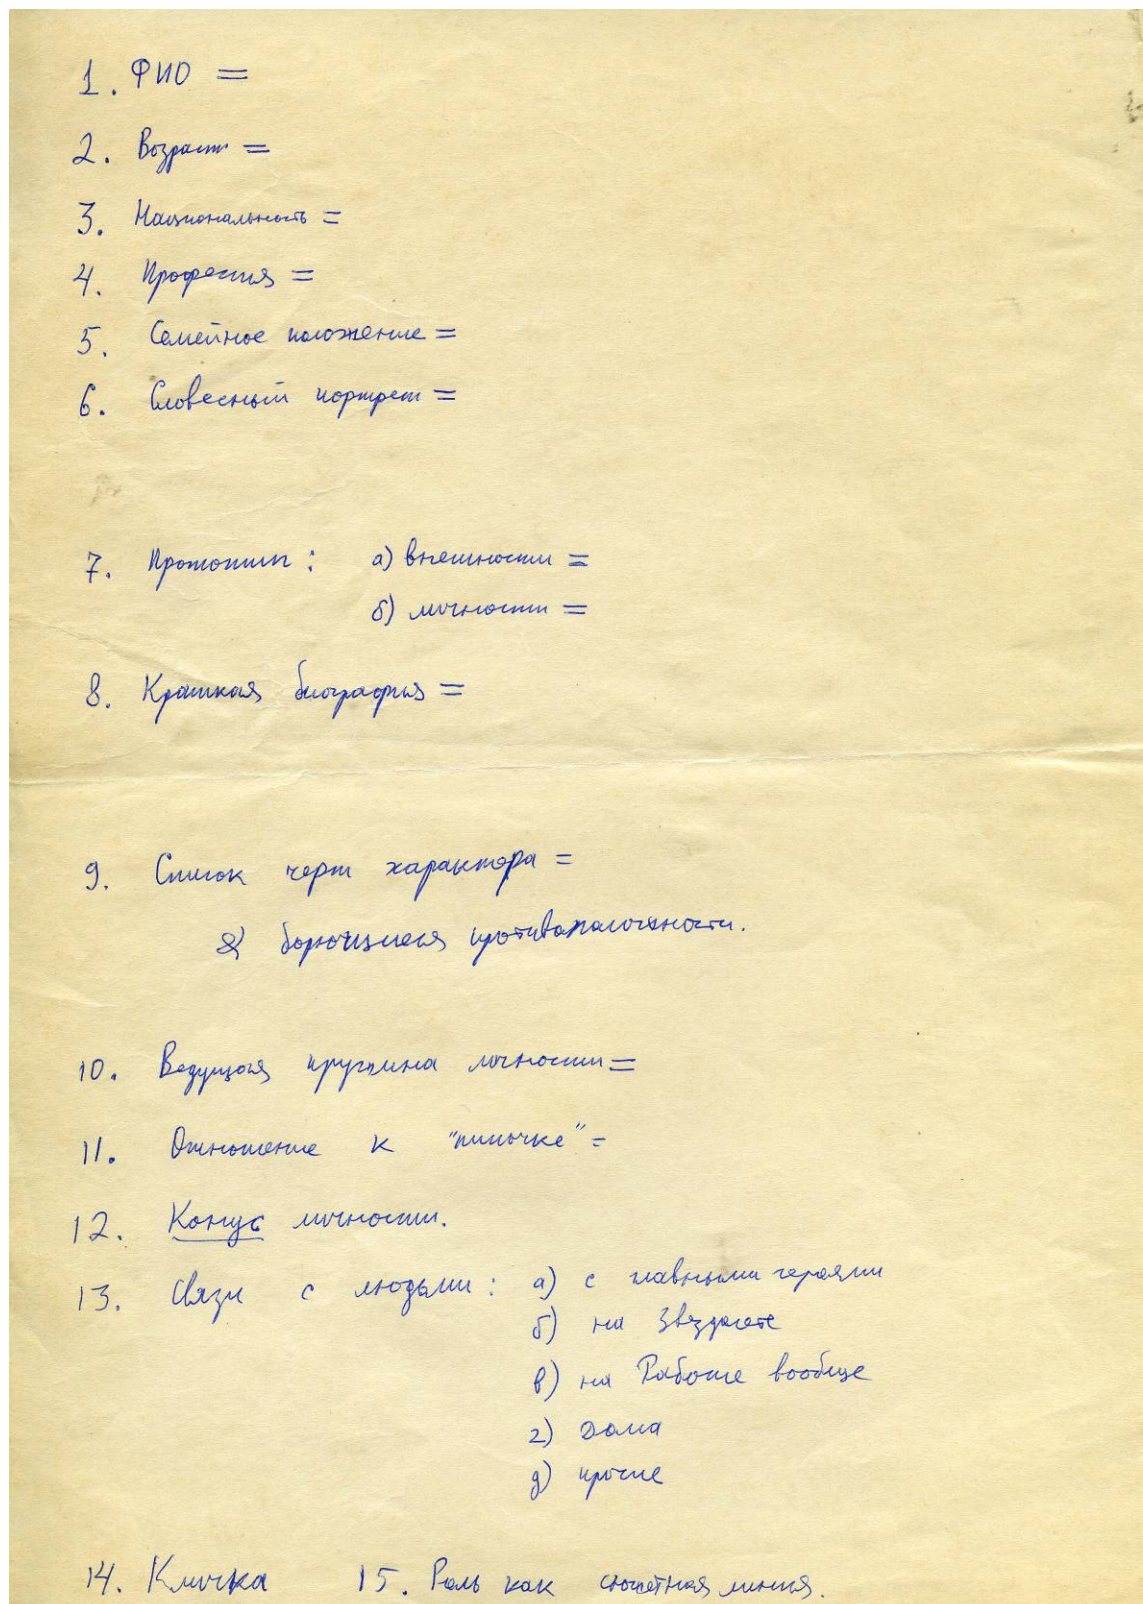 1. ФИО =
2. Возраст =
3. Национальность =
4. Профессия =
5. Семейное положение =
6. Словесный портрет =
7. Прототип: а) внешности =
б) личности =
8. Краткая биография =
9. Список черт характера =
&) борющиеся противоположности.
10. Ведущая пружина личности =
11. Отношение к "типочке" =
12. Конус личности.
13. Связи с людьми: а) с главными героями
б) на Звездолете
в) на Работе вообще
г) дома
д) прочие
14. Кличка 15. Роль как сюжетная линия.